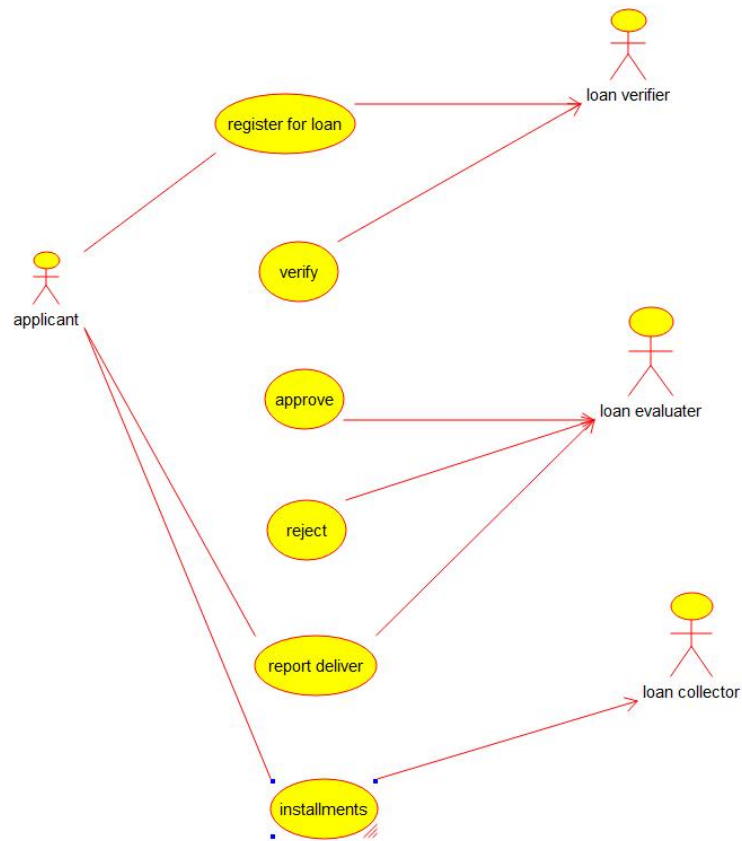 loan verifier
register for loan
verify
applicant
approve
loan evaluater
reject
report deliver
loan collector
installments